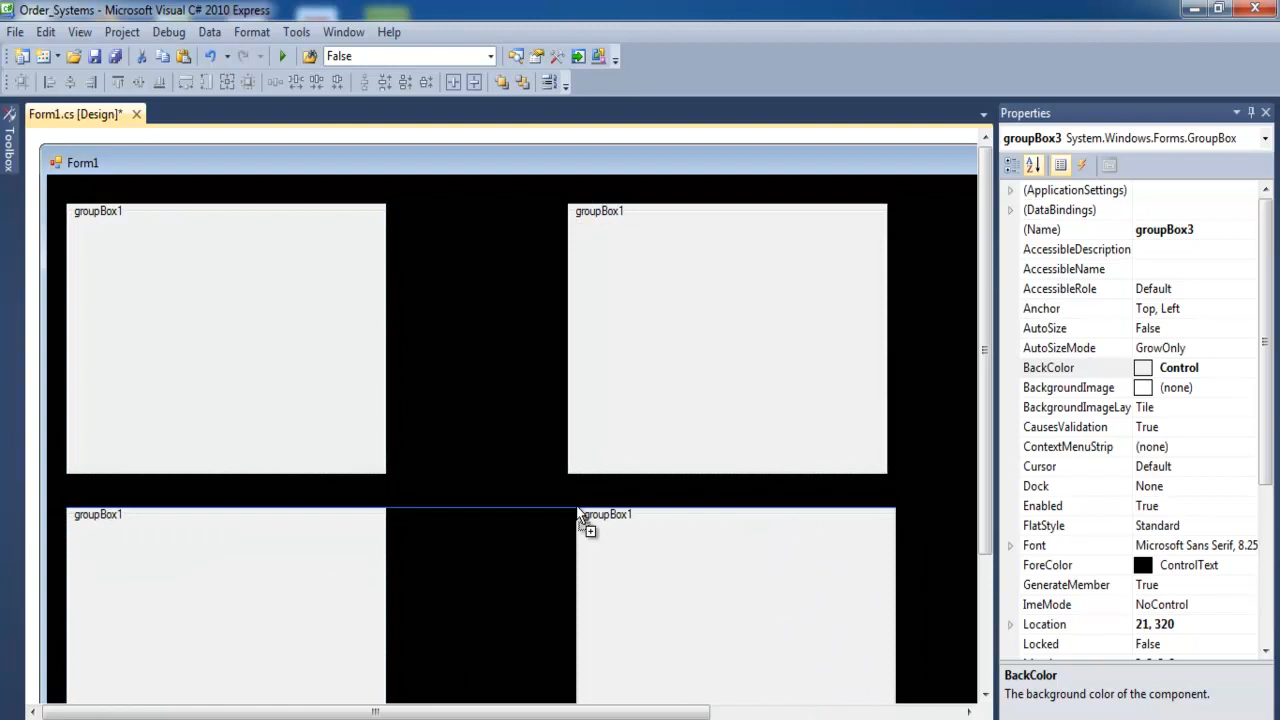 Order_Systems - Microsoft Visual C# 2010 Express
File Edit View Project Debug Data Format Tools Window Help
False
Form1.cs [Design]*
Toolbox
Form1
groupBox1
groupBox1
groupBox1
groupBox1
Properties
groupBox3 System.Windows.Forms.GroupBox
(ApplicationSettings)
(DataBindings)
(Name) groupBox3
AccessibleDescription
AccessibleName
AccessibleRole Default
Anchor Top, Left
AutoSize False
AutoSizeMode GrowOnly
BackColor Control
BackgroundImage (none)
BackgroundImageLay Tile
CausesValidation True
ContextMenuStrip (none)
Cursor Default
Dock None
Enabled True
FlatStyle Standard
Font Microsoft Sans Serif, 8.25
ForeColor ControlText
GenerateMember True
ImeMode NoControl
Location 21, 320
Locked False
BackColor
The background color of the component.